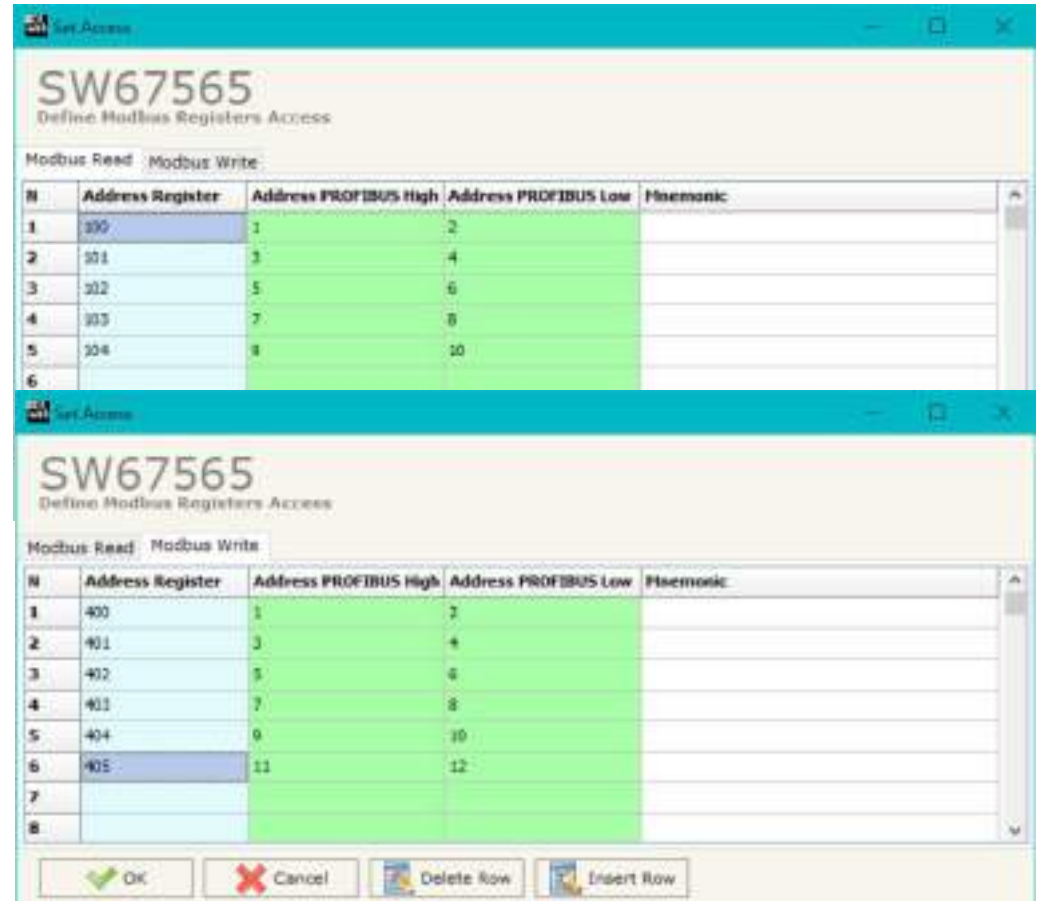 Set Access
SW67565
Define Modbus Registers Access
Modbus Read Modbus Write
N Address Register Address PROFIBUS High Address PROFIBUS Low Mnemonic
1 100 1 2
2 101 3 4
3 102 5 6
4 103 7 8
5 104 9 10
6
Set Access
SW67565
Define Modbus Registers Access
Modbus Read Modbus Write
N Address Register Address PROFIBUS High Address PROFIBUS Low Mnemonic
1 400 1 2
2 401 3 4
3 402 5 6
4 403 7 8
5 404 9 10
6 405 11 12
7
8
OK Cancel Delete Row Insert Row